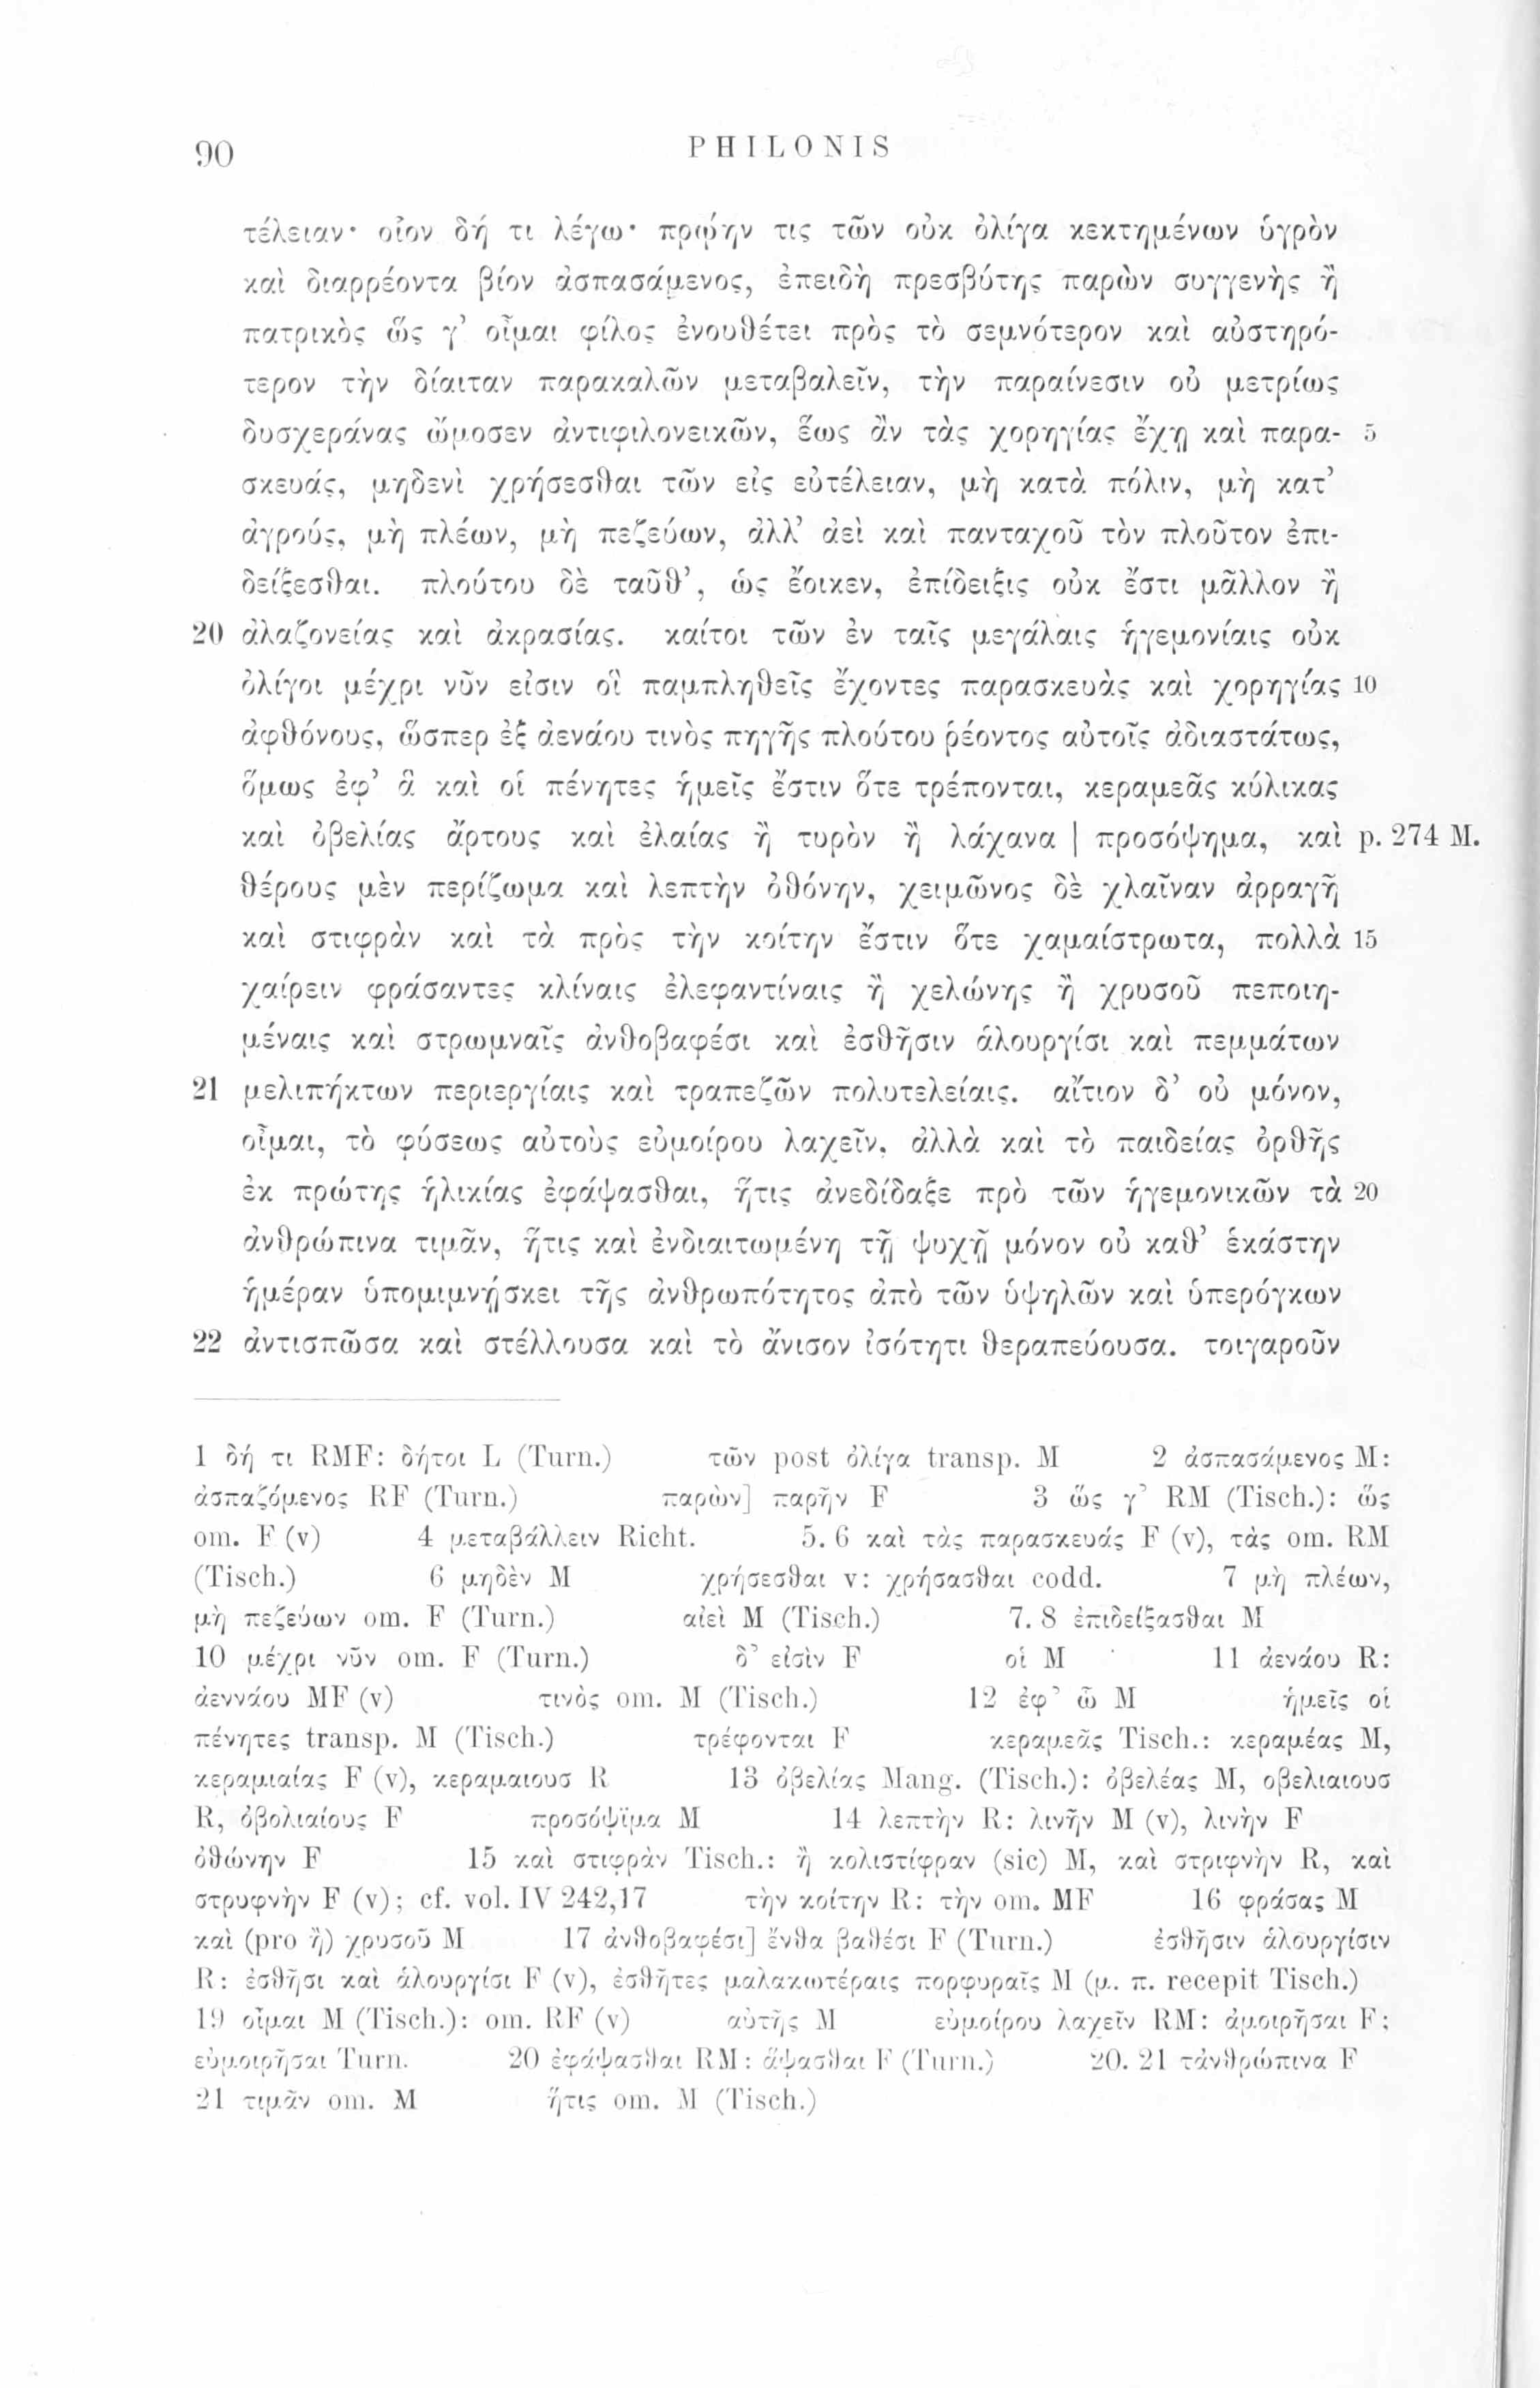 90
PHILONIS
τέλειαν· οἷον δή τι λέγω· πρῴην τις τῶν οὐκ ὀλίγα κεκτημένων ὑγρὸν
καὶ διαρρέοντα βίον ἀσπασάμενος, ἐπειδὴ πρεσβύτης παρὼν συγγενὴς ἢ
πατρικὸς ὥς γ’ οἶμαι φίλος ἐνουθέτει πρὸς τὸ σεμνότερον καὶ αὐστηρό-
τερον τὴν δίαιταν παρακαλῶν μεταβαλεῖν, τὴν παραίνεσιν οὐ μετρίως
δυσχεράνας ὤμοσεν ἀντιφιλονεικῶν, ἕως ἂν τὰς χορηγίας ἔχῃ καὶ παρα- 5
σκευάς, μηδενὶ χρήσεσθαι τῶν εἰς εὐτέλειαν, μὴ κατὰ πόλιν, μὴ κατ’
ἀγρούς, μὴ πλέων, μὴ πεζεύων, ἀλλ’ ἀεὶ καὶ πανταχοῦ τὸν πλοῦτον ἐπι-
δείξεσθαι. πλούτου δὲ ταῦθ’, ὡς ἔοικεν, ἐπίδειξις οὐκ ἔστι μᾶλλον ἢ
20 ἀλαζονείας καὶ ἀκρασίας. καίτοι τῶν ἐν ταῖς μεγάλαις ἡγεμονίαις οὐκ
ὀλίγοι μέχρι νῦν εἰσιν οἳ παμπληθεῖς ἔχοντες παρασκευὰς καὶ χορηγίας 10
ἀφθόνους, ὥσπερ ἐξ ἀενάου τινὸς πηγῆς πλούτου ῥέοντος αὐτοῖς ἀδιαστάτως,
ὅμως ἐφ’ ἃ καὶ οἱ πένητες ἡμεῖς ἔστιν ὅτε τρέπονται, κεραμεᾶς κύλικας
καὶ ὀβελίας ἄρτους καὶ ἐλαίας ἢ τυρὸν ἢ λάχανα | προσόψημα, καὶ p. 274 M.
θέρους μὲν περίζωμα καὶ λεπτὴν ὀθόνην, χειμῶνος δὲ χλαῖναν ἀρραγῆ
καὶ στιφρὰν καὶ τὰ πρὸς τὴν κοίτην ἔστιν ὅτε χαμαίστρωτα, πολλὰ 15
χαίρειν φράσαντες κλίναις ἐλεφαντίναις ἢ χελώνης ἢ χρυσοῦ πεποιη-
μέναις καὶ στρωμναῖς ἀνθοβαφέσι καὶ ἐσθῆσιν ἁλουργίσι καὶ πεμμάτων
21 μελιπήκτων περιεργίαις καὶ τραπεζῶν πολυτελείαις. αἴτιον δ’ οὐ μόνον,
οἶμαι, τὸ φύσεως αὐτοὺς εὐμοίρου λαχεῖν, ἀλλὰ καὶ τὸ παιδείας ὀρθῆς
ἐκ πρώτης ἡλικίας ἐφάψασθαι, ἥτις ἀνεδίδαξε πρὸ τῶν ἡγεμονικῶν τὰ 20
ἀνθρώπινα τιμᾶν, ἥτις καὶ ἐνδιαιτωμένη τῇ ψυχῇ μόνον οὐ καθ’ ἑκάστην
ἡμέραν ὑπομιμνῄσκει τῆς ἀνθρωπότητος ἀπὸ τῶν ὑψηλῶν καὶ ὑπερόγκων
22 ἀντισπῶσα καὶ στέλλουσα καὶ τὸ ἄνισον ἰσότητι θεραπεύουσα. τοιγαροῦν
1 δή τι RMF: δήτοι L (Turn.) τῶν post ὀλίγα transp. M 2 ἀσπασάμενος M:
ἀσπαζόμενος RF (Turn.) παρὼν] παρῆν F 3 ὥς γ’ RM (Tisch.): ὥς
om. F (v) 4 μεταβάλλειν Richt. 5. 6 καὶ τὰς παρασκευάς F (v), τὰς om. RM
(Tisch.) 6 μηδὲν M χρήσεσθαι v: χρήσασθαι codd. 7 μὴ πλέων,
μὴ πεζεύων om. F (Turn.) αἰεὶ M (Tisch.) 7. 8 ἐπιδείξασθαι M
10 μέχρι νῦν om. F (Turn.) δ’ εἰσὶν F οἱ M 11 ἀενάου R:
ἀεννάου MF (v) τινὸς om. M (Tisch.) 12 ἐφ’ ὧ M ἡμεῖς οἱ
πένητες transp. M (Tisch.) τρέφονται F κεραμεᾶς Tisch.: κεραμέας M,
κεραμιαίας F (v), κεραμαιουσ R 13 ὀβελίας Mang. (Tisch.): ὀβελέας M, οβελιαιουσ
R, ὀβολιαίους F προσόψϊμα M 14 λεπτὴν R: λινῆν M (v), λινὴν F
ὀθώνην F 15 καὶ στιφρὰν Tisch.: ἢ κολιστίφραν (sic) M, καὶ στριφνὴν R, καὶ
στρυφνὴν F (v); cf. vol. IV 242,17 τὴν κοίτην R: τὴν om. MF 16 φράσας M
καὶ (pro ἢ) χρυσοῦ M 17 ἀνθοβαφέσι] ἔνθα βαθέσι F (Turn.) ἐσθῆσιν ἁλουργίσιν
R: ἐσθῆσι καὶ ἁλουργίσι F (v), ἐσθῆτες μαλακωτέραις πορφυραῖς M (μ. π. recepit Tisch.)
19 οἶμαι M (Tisch.): om. RF (v) αὐτῆς M εὐμοίρου λαχεῖν RM: ἀμοιρῆσαι F;
εὐμοιρῆσαι Turn. 20 ἐφάψασθαι RM: ἅψασθαι F (Turn.) 20. 21 τἀνθρώπινα F
21 τιμᾶν om. M ἥτις om. M (Tisch.)